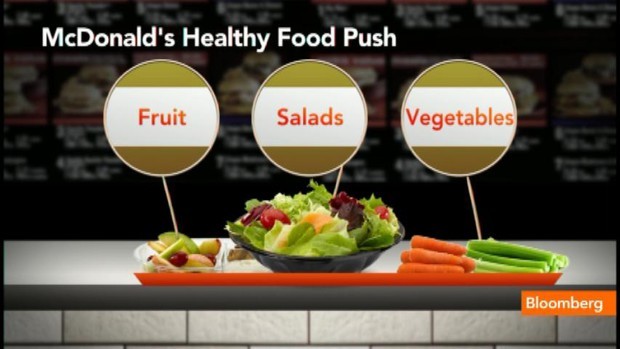 McDonald's Healthy Food Push
Fruit
Salads
Vegetables
Bloomberg